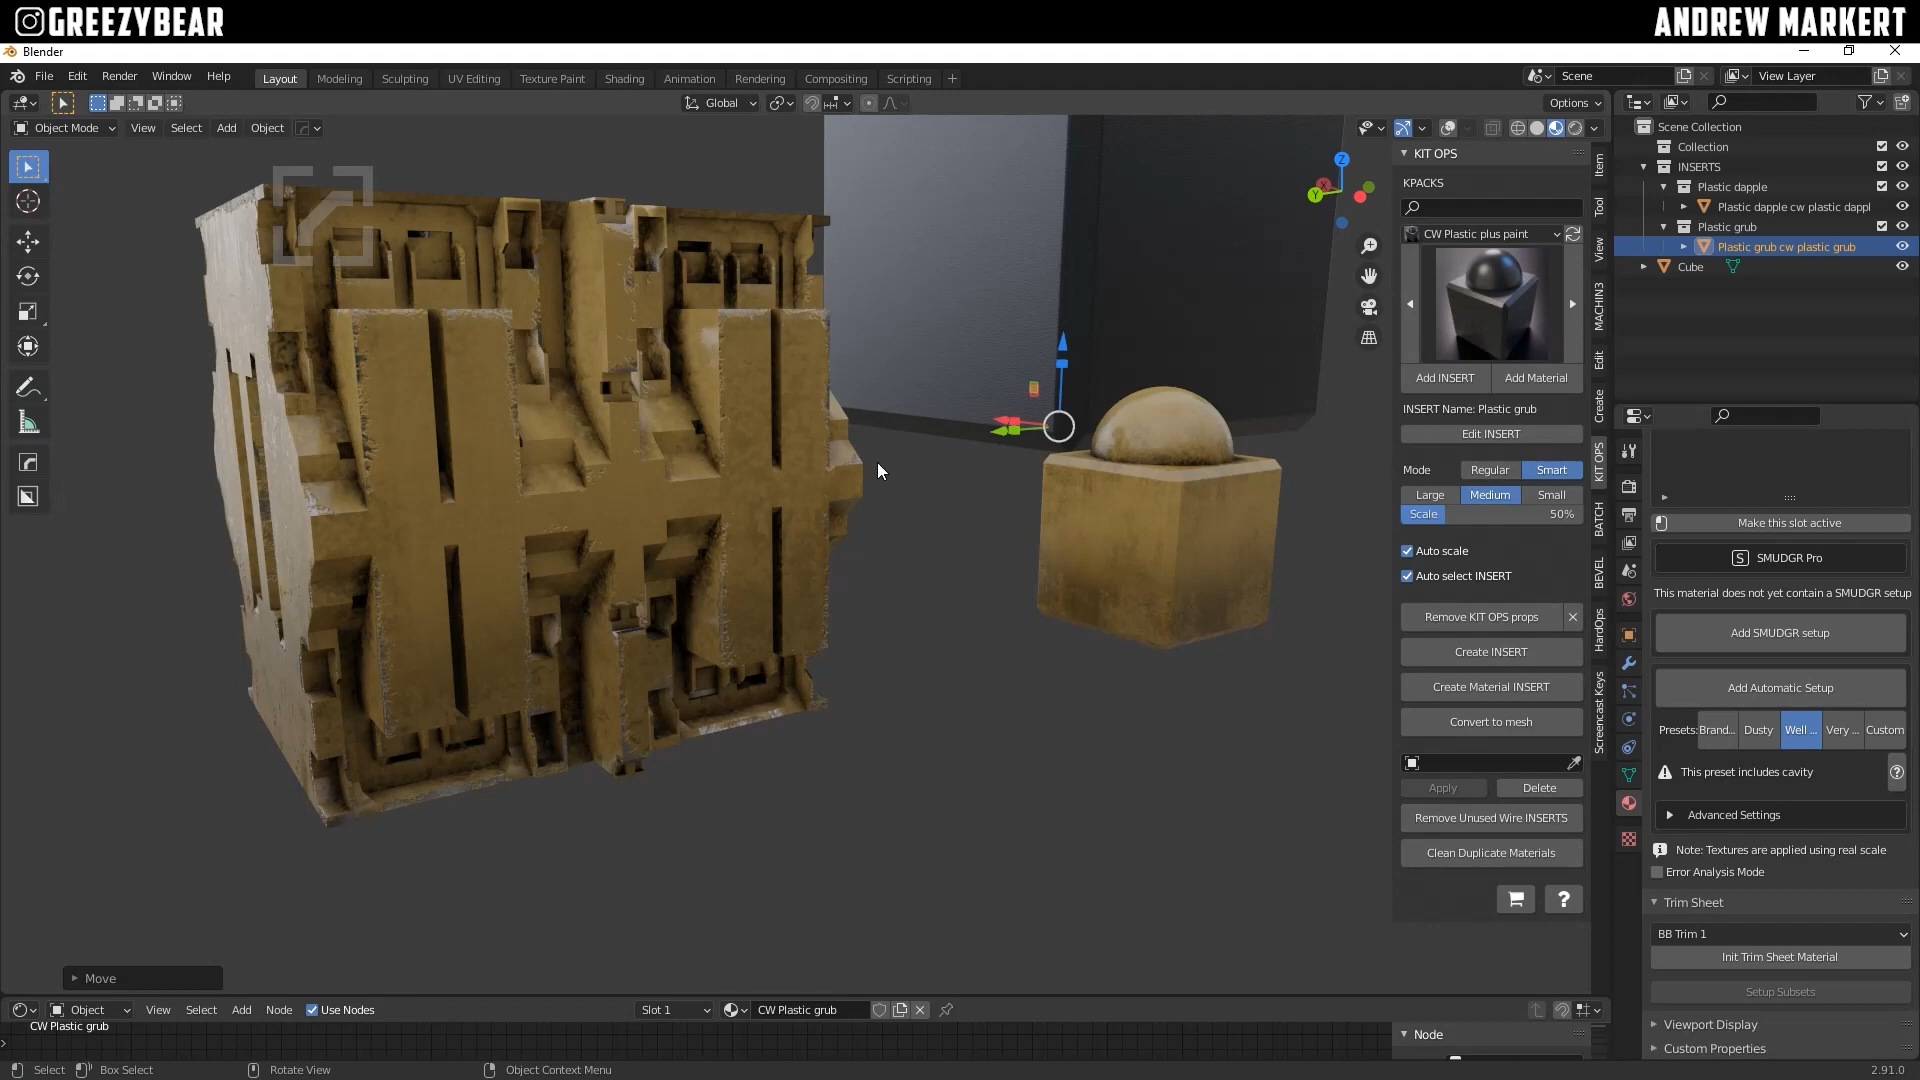 GREEZYBEAR
ANDREW MARKERT
Blender
File Edit Render Window Help
Layout Modeling Sculpting UV Editing Texture Paint Shading Animation Rendering Compositing Scripting +
Scene
View Layer
Global
Options
Object Mode View Select Add Object
Scene Collection
Collection
INSERTS
Plastic dapple
Plastic dapple cw plastic dappl
Plastic grub
Plastic grub cw plastic grub
Cube
Z
X
Y
KIT OPS
KPACKS
CW Plastic plus paint
Add INSERT Add Material
INSERT Name: Plastic grub
Edit INSERT
Mode Regular Smart
Large Medium Small
Scale 50%
Auto scale
Auto select INSERT
Remove KIT OPS props
Create INSERT
Create Material INSERT
Convert to mesh
Apply Delete
Remove Unused Wire INSERTS
Clean Duplicate Materials
?
Item
Tool
View
MACHIN3
Edit
Create
KIT OPS
BATCH
BEVEL
HardOps
Screencast Keys
Make this slot active
S SMUDGR Pro
This material does not yet contain a SMUDGR setup
Add SMUDGR setup
Add Automatic Setup
Presets: Brand... Dusty Well ... Very ... Custom
This preset includes cavity
?
Advanced Settings
Note: Textures are applied using real scale
Error Analysis Mode
Trim Sheet
BB Trim 1
Init Trim Sheet Material
Setup Subsets
Viewport Display
Custom Properties
Move
Object View Select Add Node Use Nodes Slot 1 CW Plastic grub
CW Plastic grub
Node
Select Box Select Rotate View Object Context Menu 2.91.0